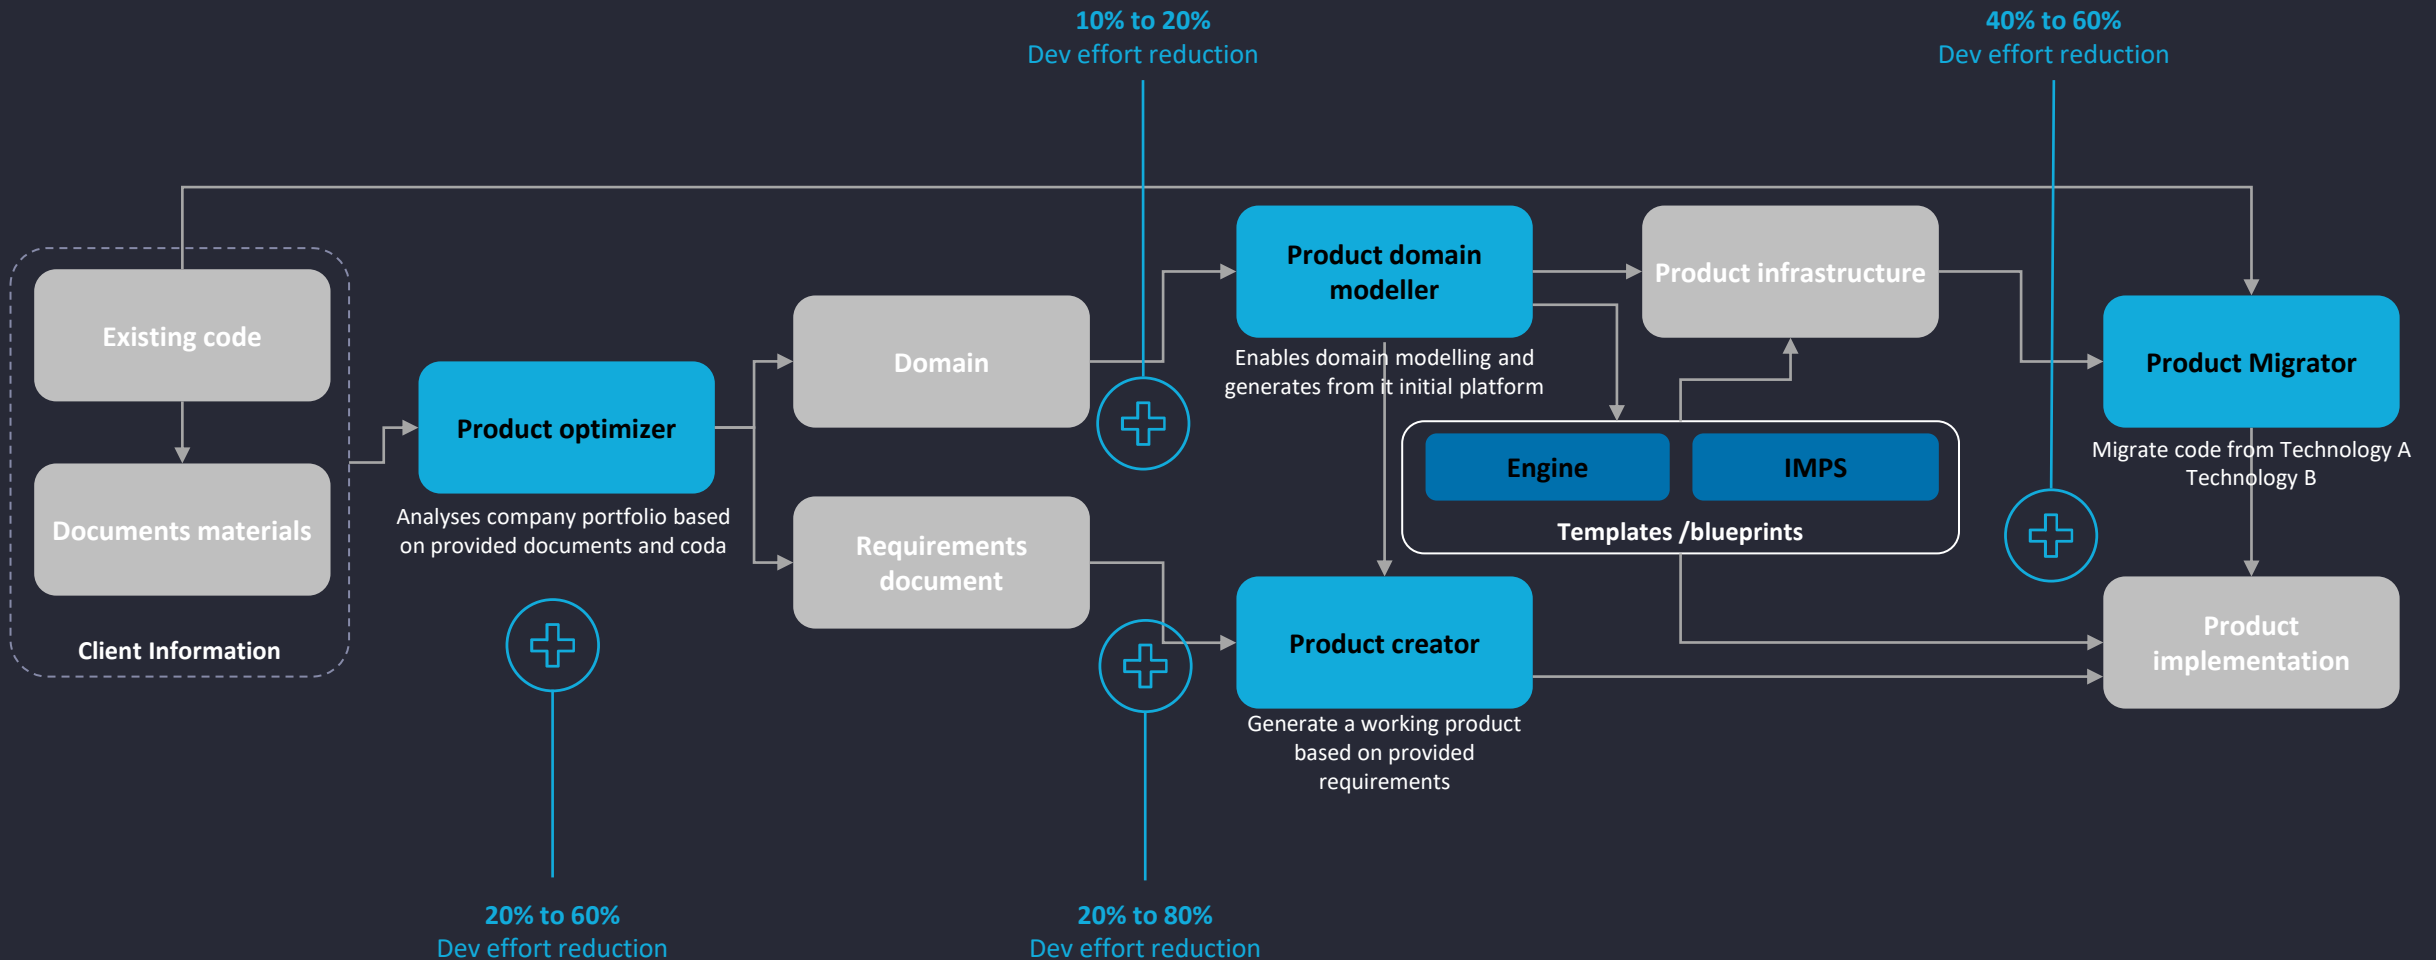 10% to 20%
Dev effort reduction
40% to 60%
Dev effort reduction
Existing code
Documents materials
Client Information
Product optimizer
Analyses company portfolio based
on provided documents and coda
20% to 60%
Dev effort reduction
Domain
Requirements
document
20% to 80%
Dev effort reduction
Product domain
modeller
Enables domain modelling and
generates from it initial platform
Product infrastructure
Engine
IMPS
Templates /blueprints
Product creator
Generate a working product
based on provided
requirements
Product Migrator
Migrate code from Technology A
Technology B
Product
implementation